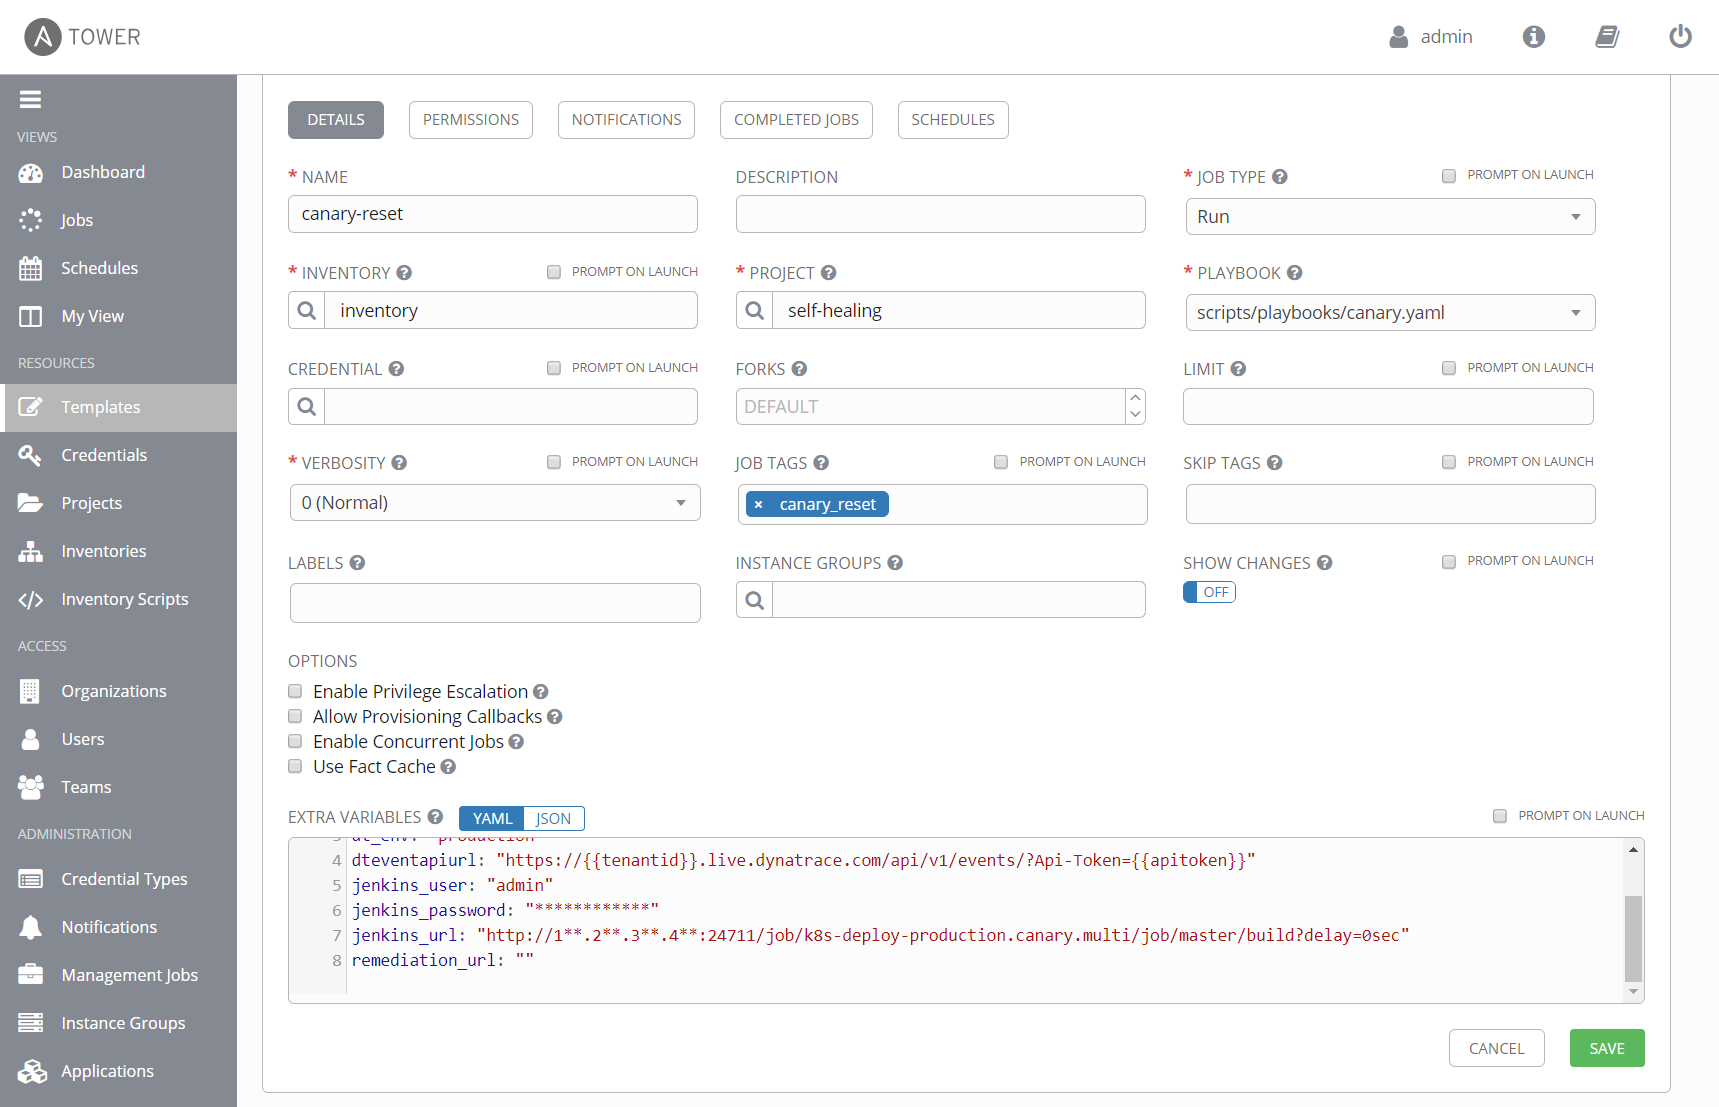 A TOWER
admin
VIEWS
Dashboard
Jobs
Schedules
My View
RESOURCES
Templates
Credentials
Projects
Inventories
Inventory Scripts
ACCESS
Organizations
Users
Teams
ADMINISTRATION
Credential Types
Notifications
Management Jobs
Instance Groups
Applications
DETAILS PERMISSIONS NOTIFICATIONS COMPLETED JOBS SCHEDULES
* NAME
canary-reset
DESCRIPTION
* JOB TYPE ? PROMPT ON LAUNCH
Run
* INVENTORY ? PROMPT ON LAUNCH
inventory
* PROJECT ?
self-healing
* PLAYBOOK ?
scripts/playbooks/canary.yaml
CREDENTIAL ? PROMPT ON LAUNCH
FORKS ?
DEFAULT
LIMIT ? PROMPT ON LAUNCH
* VERBOSITY ? PROMPT ON LAUNCH
0 (Normal)
JOB TAGS ? PROMPT ON LAUNCH
× canary_reset
SKIP TAGS ? PROMPT ON LAUNCH
LABELS ?
INSTANCE GROUPS ?
SHOW CHANGES ? PROMPT ON LAUNCH
OFF
OPTIONS
Enable Privilege Escalation ?
Allow Provisioning Callbacks ?
Enable Concurrent Jobs ?
Use Fact Cache ?
EXTRA VARIABLES ? YAML JSON PROMPT ON LAUNCH
3 dt_env: "production"
4 dteventapiurl: "https://{{tenantid}}.live.dynatrace.com/api/v1/events/?Api-Token={{apitoken}}"
5 jenkins_user: "admin"
6 jenkins_password: "************"
7 jenkins_url: "http://1**.2**.3**.4**:24711/job/k8s-deploy-production.canary.multi/job/master/build?delay=0sec"
8 remediation_url: ""
CANCEL SAVE